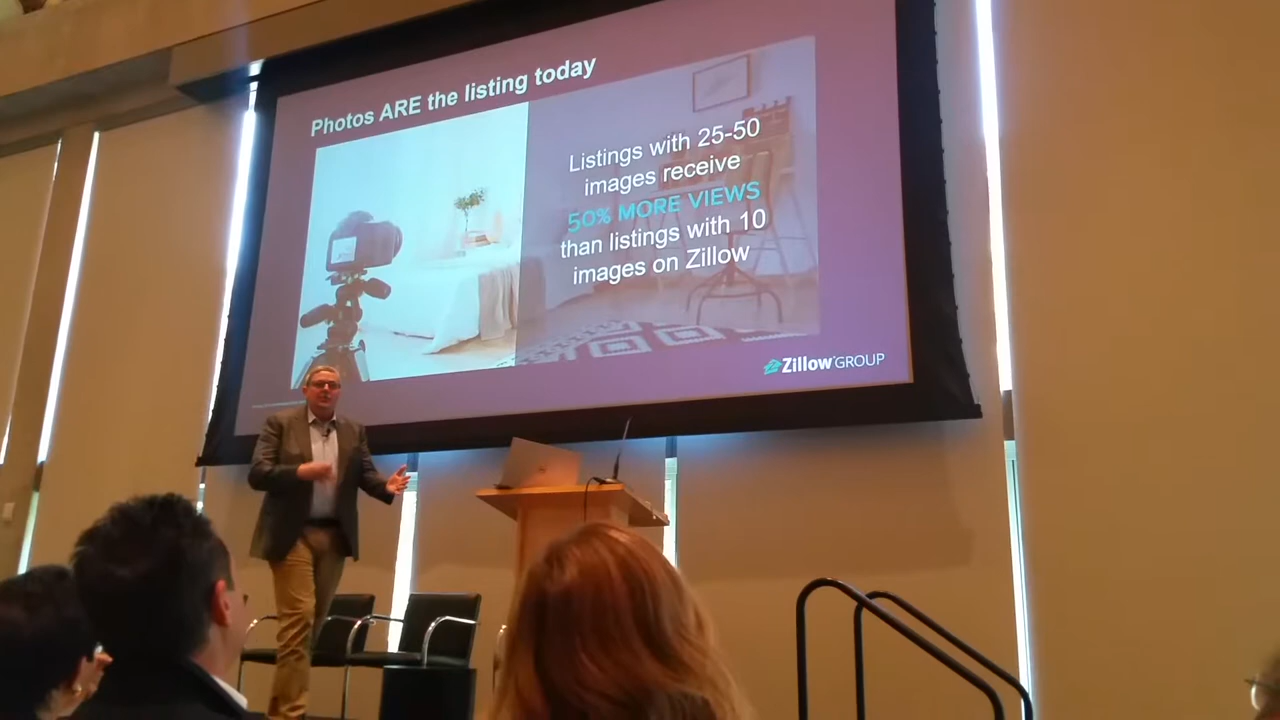 Photos ARE the listing today
Listings with 25-50
images receive
50% MORE VIEWS
than listings with 10
images on Zillow
Zillow GROUP